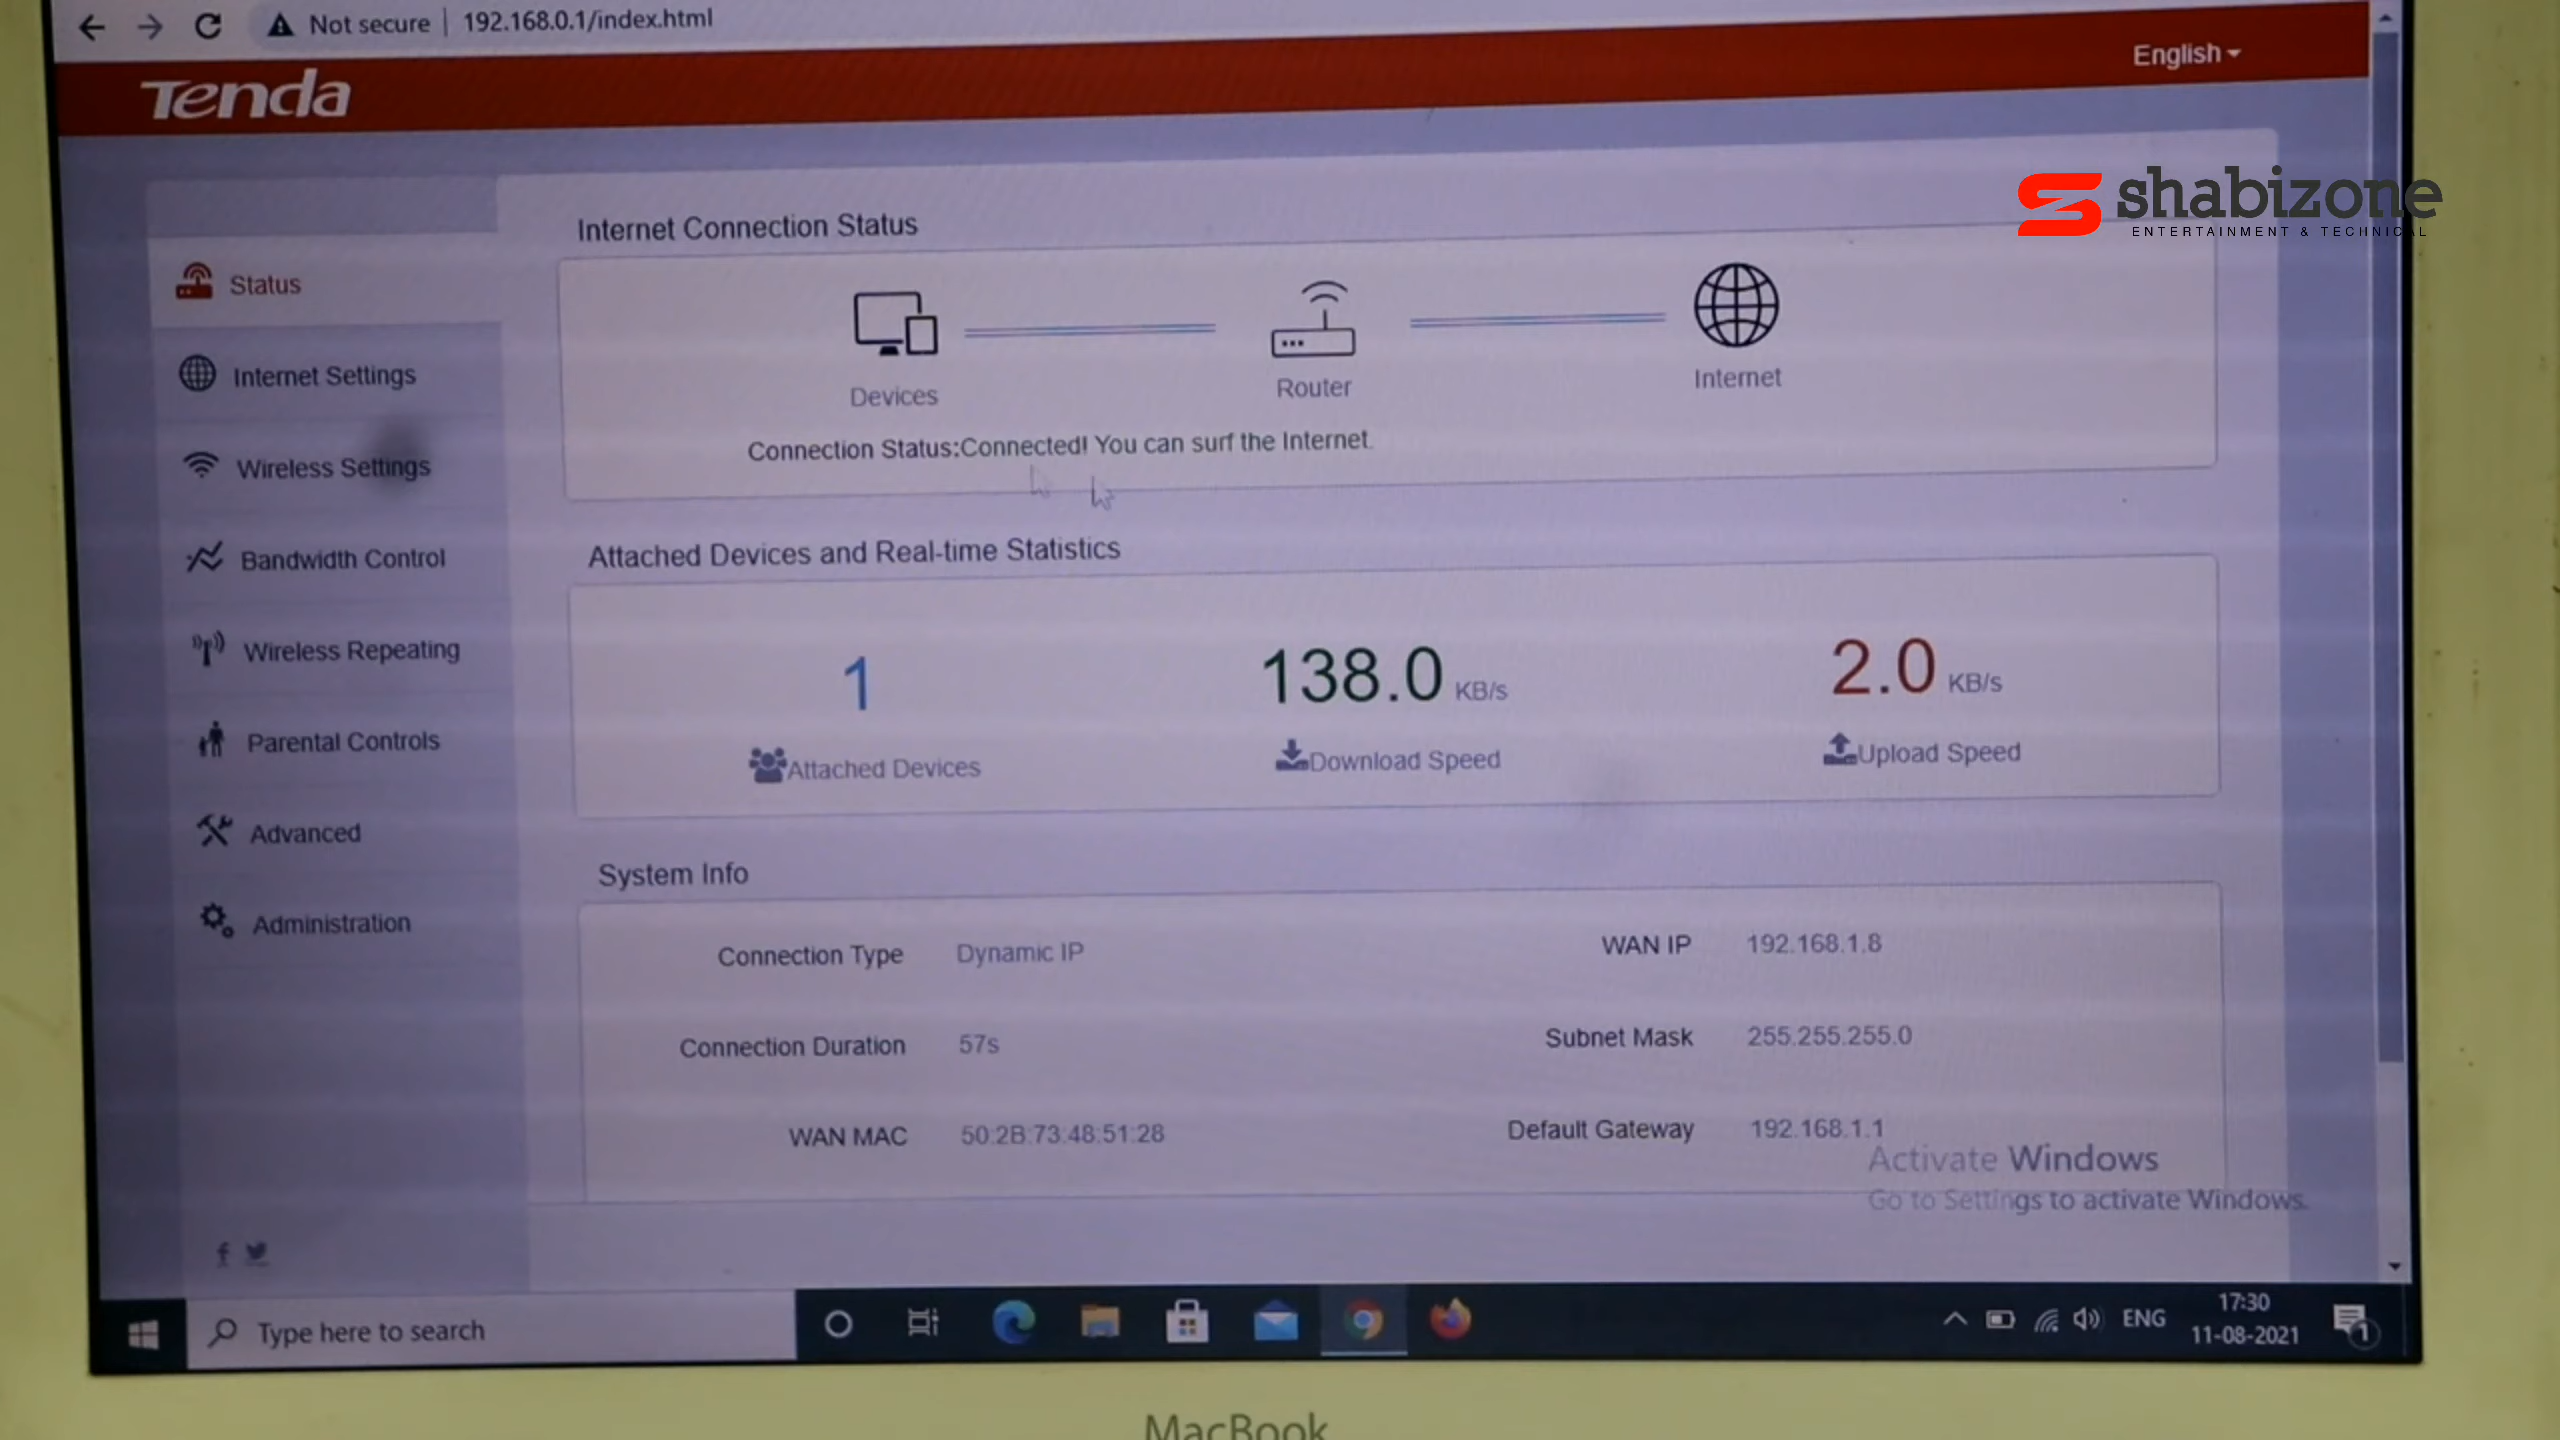 Not secure | 192.168.0.1/index.html
English
Tenda
shabizone
ENTERTAINMENT & TECHNICAL
Status
Internet Settings
Wireless Settings
Bandwidth Control
Wireless Repeating
Parental Controls
Advanced
Administration
Internet Connection Status
Devices
Router
Internet
Connection Status:Connected! You can surf the Internet.
Attached Devices and Real-time Statistics
1
138.0 KB/s
2.0 KB/s
Attached Devices
Download Speed
Upload Speed
System Info
Connection Type Dynamic IP
WAN IP 192.168.1.8
Connection Duration 57s
Subnet Mask 255.255.255.0
WAN MAC 50:2B:73:48:51:28
Default Gateway 192.168.1.1
Activate Windows
Go to Settings to activate Windows.
Type here to search
ENG
17:30
11-08-2021
1
MacBook